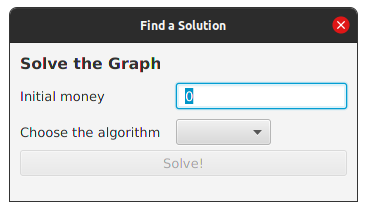 Find a Solution
Solve the Graph
Initial money 0
Choose the algorithm
Solve!